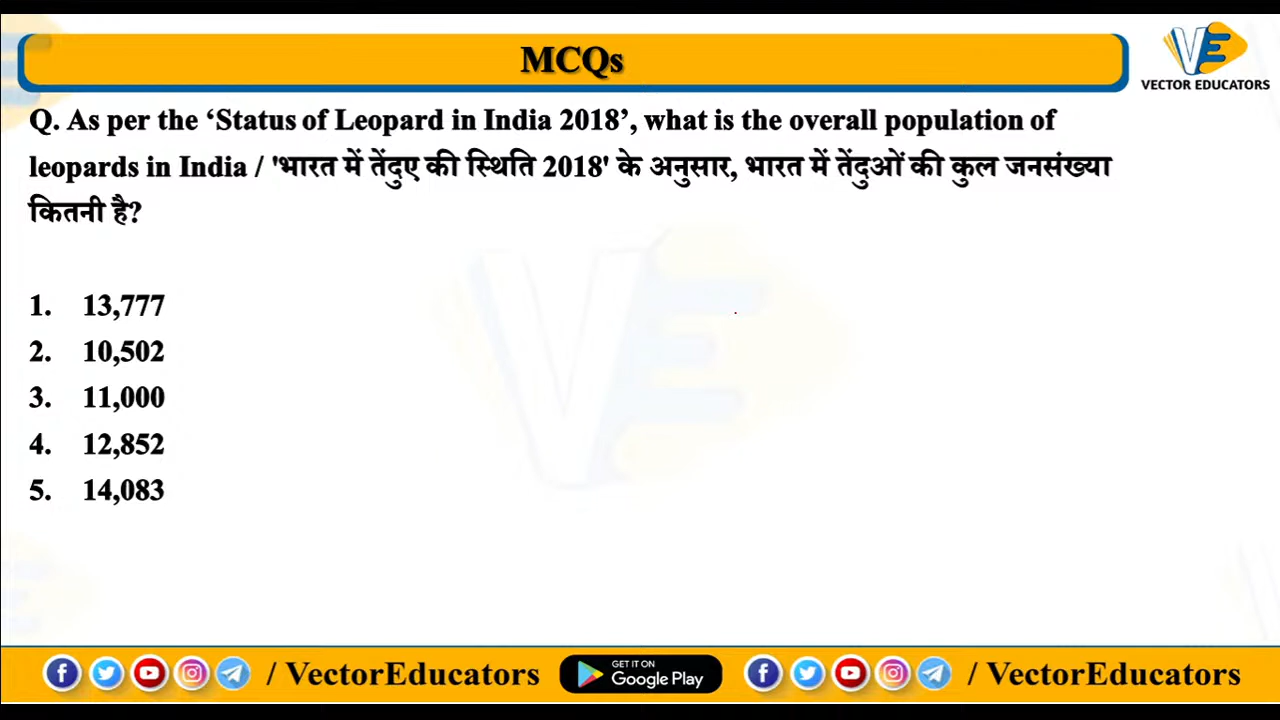 MCQs
VECTOR EDUCATORS
Q. As per the ‘Status of Leopard in India 2018’, what is the overall population of
leopards in India / 'भारत में तेंदुए की स्थिति 2018' के अनुसार, भारत में तेंदुओं की कुल जनसंख्या
कितनी है?
1. 13,777
2. 10,502
3. 11,000
4. 12,852
5. 14,083
/ VectorEducators GET IT ON Google Play / VectorEducators